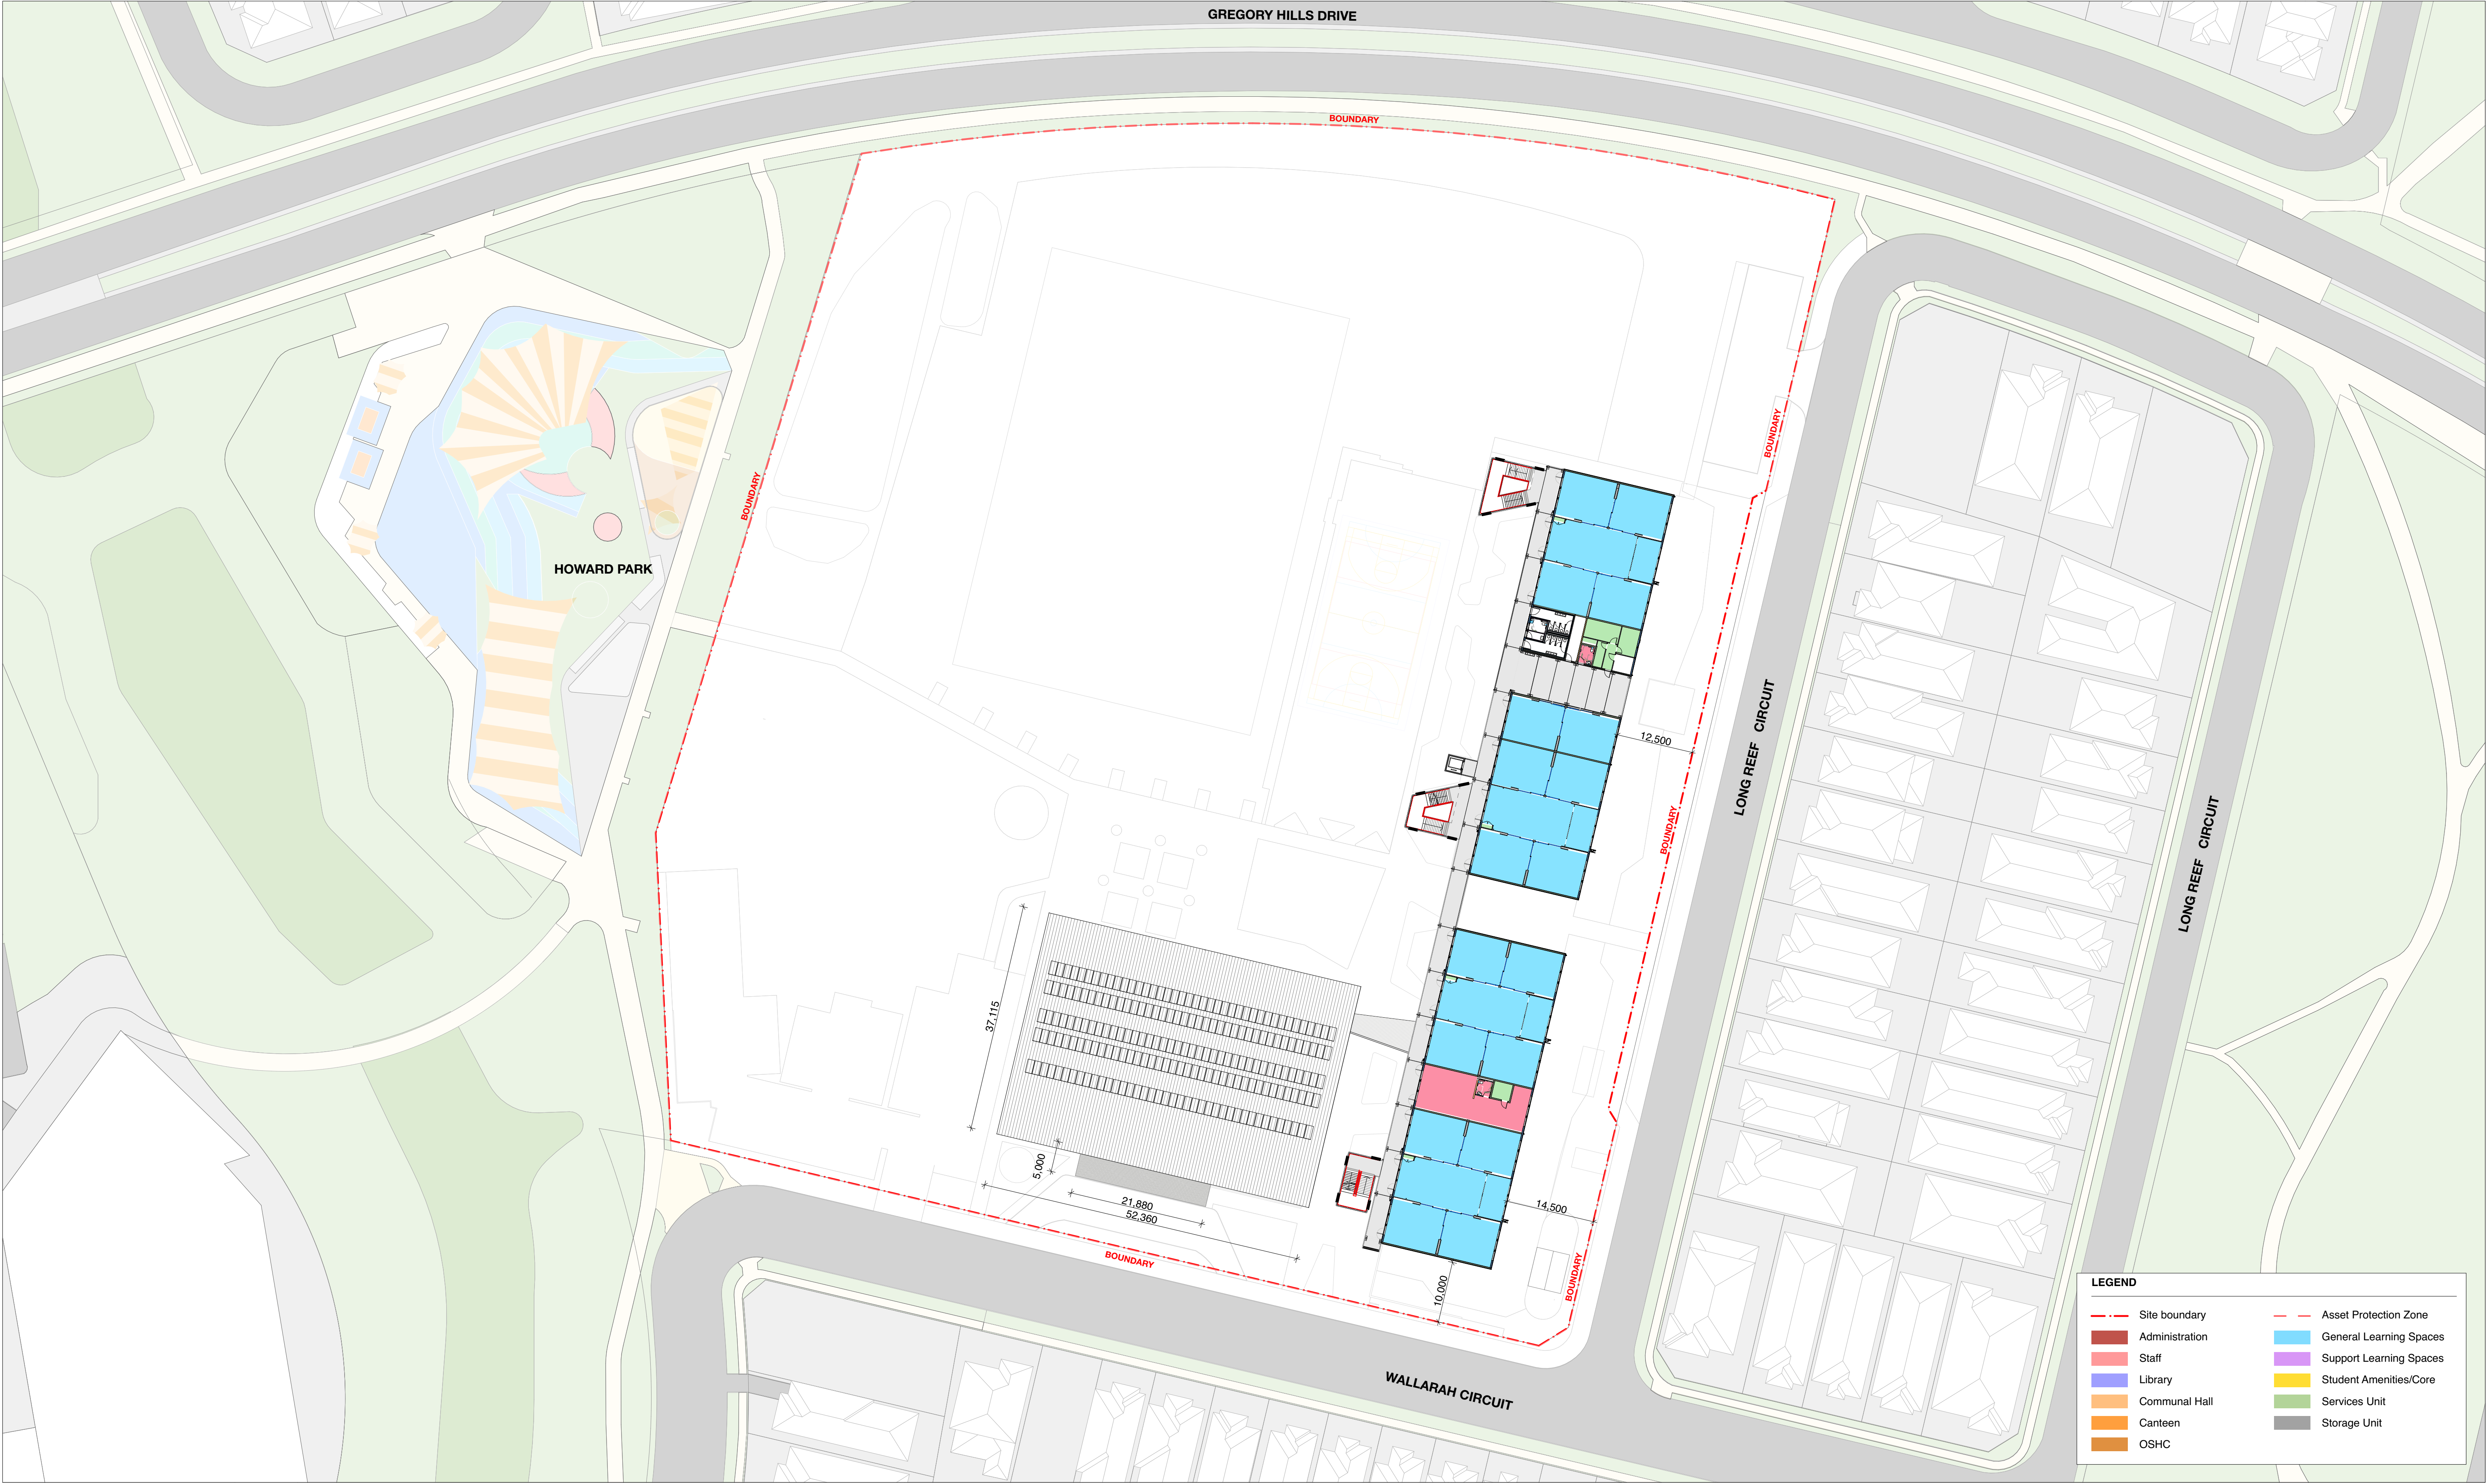 GREGORY HILLS DRIVE
BOUNDARY
BOUNDARY
BOUNDARY
HOWARD PARK
LONG REEF CIRCUIT
12,500
BOUNDARY
LONG REEF CIRCUIT
37,115
5,000
21,880
52,360
14,500
BOUNDARY
BOUNDARY
10,000
WALLARAH CIRCUIT
LEGEND
Site boundary
Administration
Staff
Library
Communal Hall
Canteen
OSHC
Asset Protection Zone
General Learning Spaces
Support Learning Spaces
Student Amenities/Core
Services Unit
Storage Unit